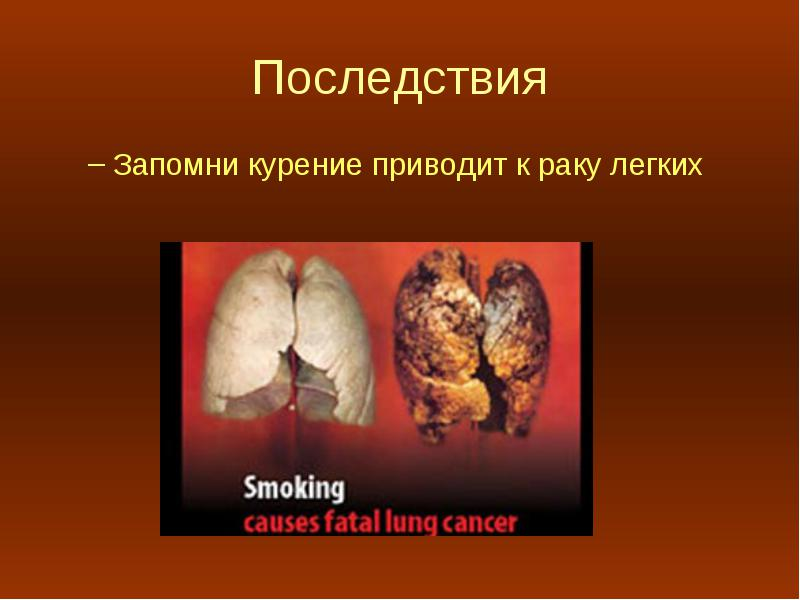 Последствия
– Запомни курение приводит к раку легких
Smoking
causes fatal lung cancer